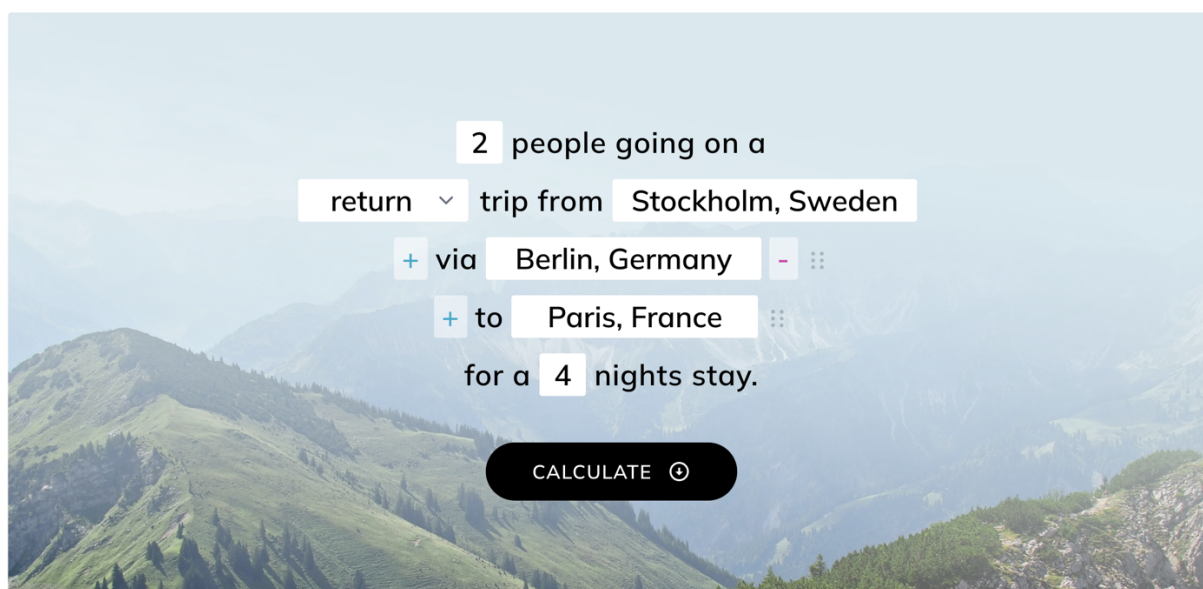 2 people going on a
return trip from Stockholm, Sweden
+ via Berlin, Germany -
+ to Paris, France
for a 4 nights stay.
CALCULATE